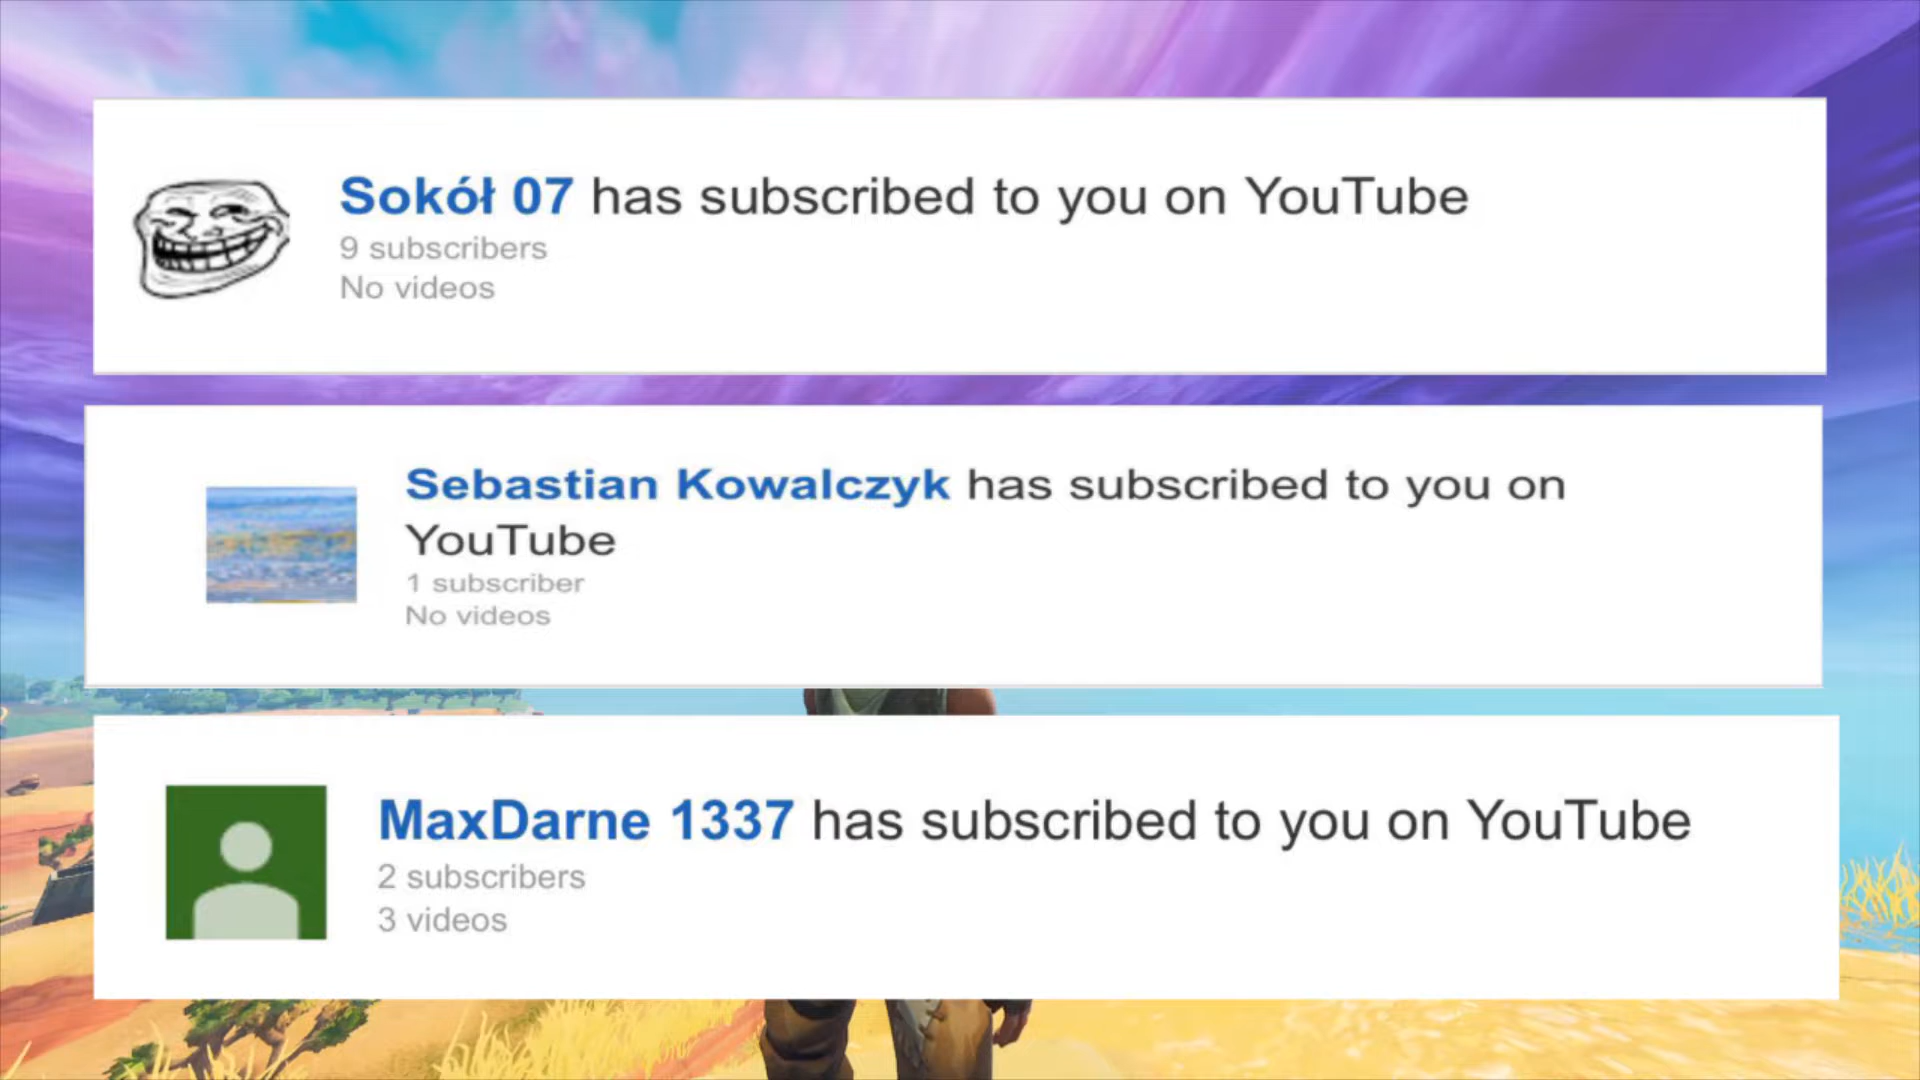 Sokół 07 has subscribed to you on YouTube
9 subscribers
No videos
Sebastian Kowalczyk has subscribed to you on
YouTube
1 subscriber
No videos
MaxDarne 1337 has subscribed to you on YouTube
2 subscribers
3 videos